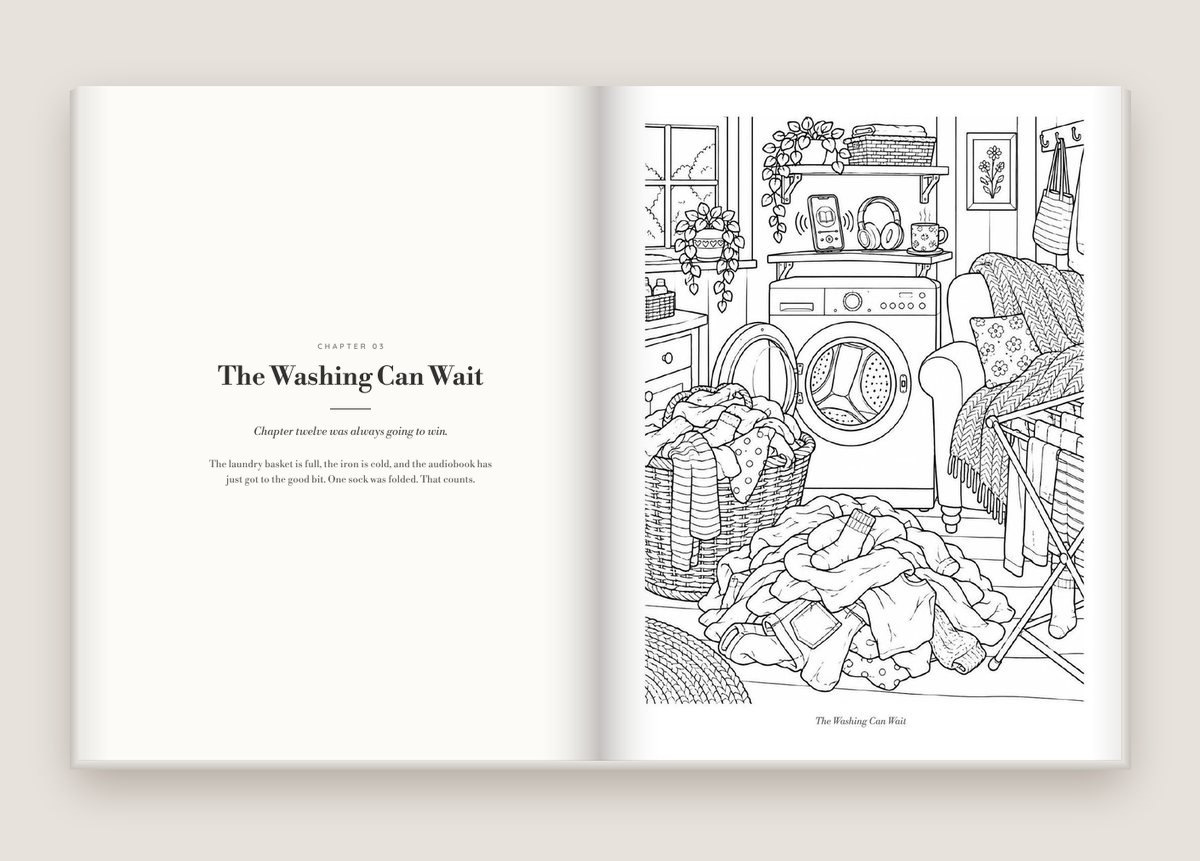 CHAPTER 03
The Washing Can Wait
Chapter twelve was always going to win.
The laundry basket is full, the iron is cold, and the audiobook has
just got to the good bit. One sock was folded. That counts.
The Washing Can Wait